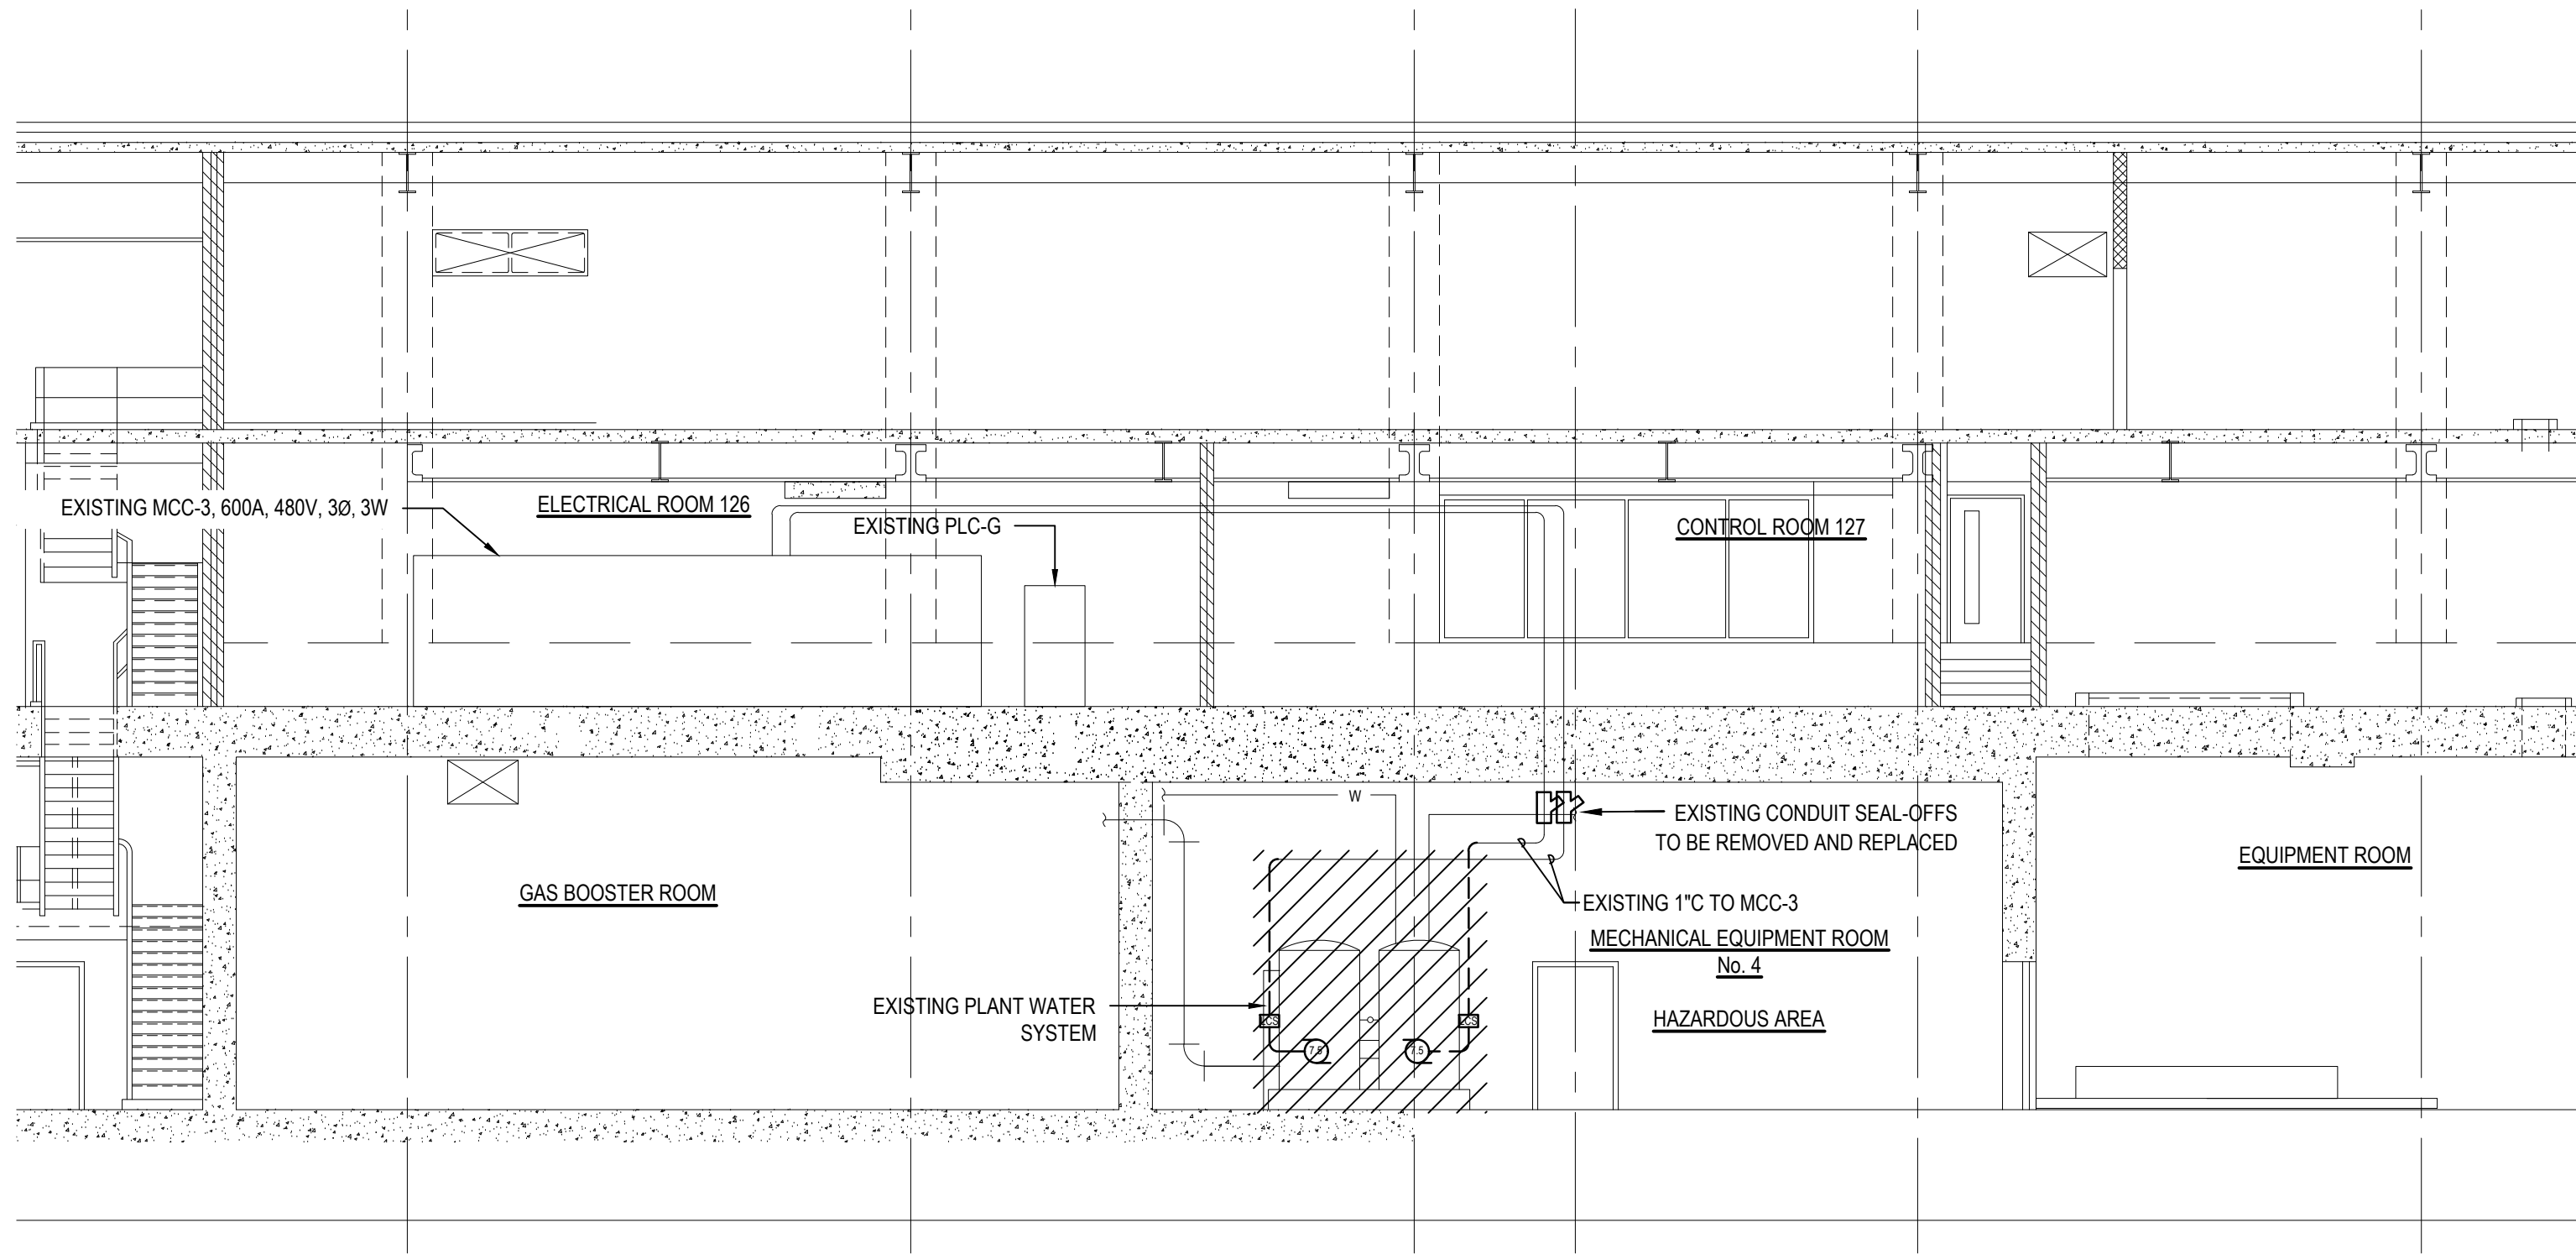 EXISTING MCC-3, 600A, 480V, 3Ø, 3W
ELECTRICAL ROOM 126
EXISTING PLC-G
CONTROL ROOM 127
W
EXISTING CONDUIT SEAL-OFFS
TO BE REMOVED AND REPLACED
EQUIPMENT ROOM
GAS BOOSTER ROOM
EXISTING 1"C TO MCC-3
MECHANICAL EQUIPMENT ROOM
No. 4
EXISTING PLANT WATER
SYSTEM
HAZARDOUS AREA
LCS
LCS
7.5
7.5